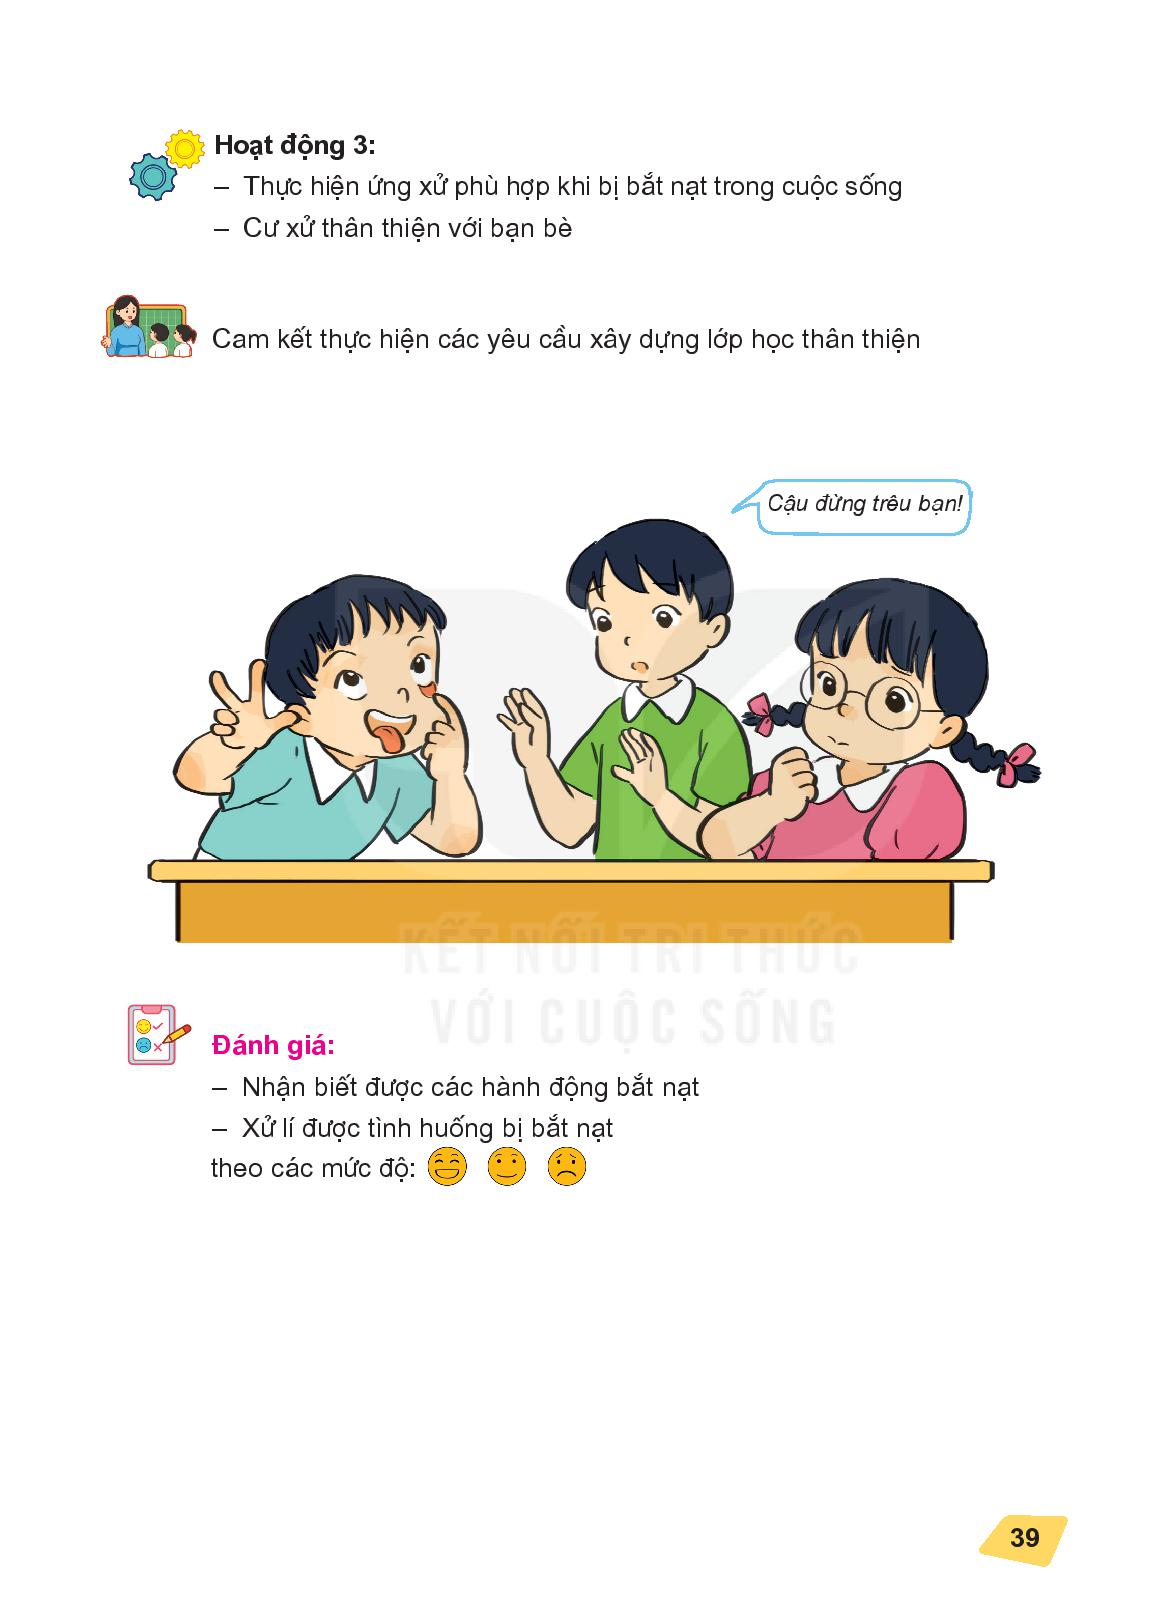 Hoạt động 3:
– Thực hiện ứng xử phù hợp khi bị bắt nạt trong cuộc sống
– Cư xử thân thiện với bạn bè
Cam kết thực hiện các yêu cầu xây dựng lớp học thân thiện
Cậu đừng trêu bạn!
KẾT NỐI TRI THỨC
VỚI CUỘC SỐNG
Đánh giá:
– Nhận biết được các hành động bắt nạt
– Xử lí được tình huống bị bắt nạt
theo các mức độ:
39